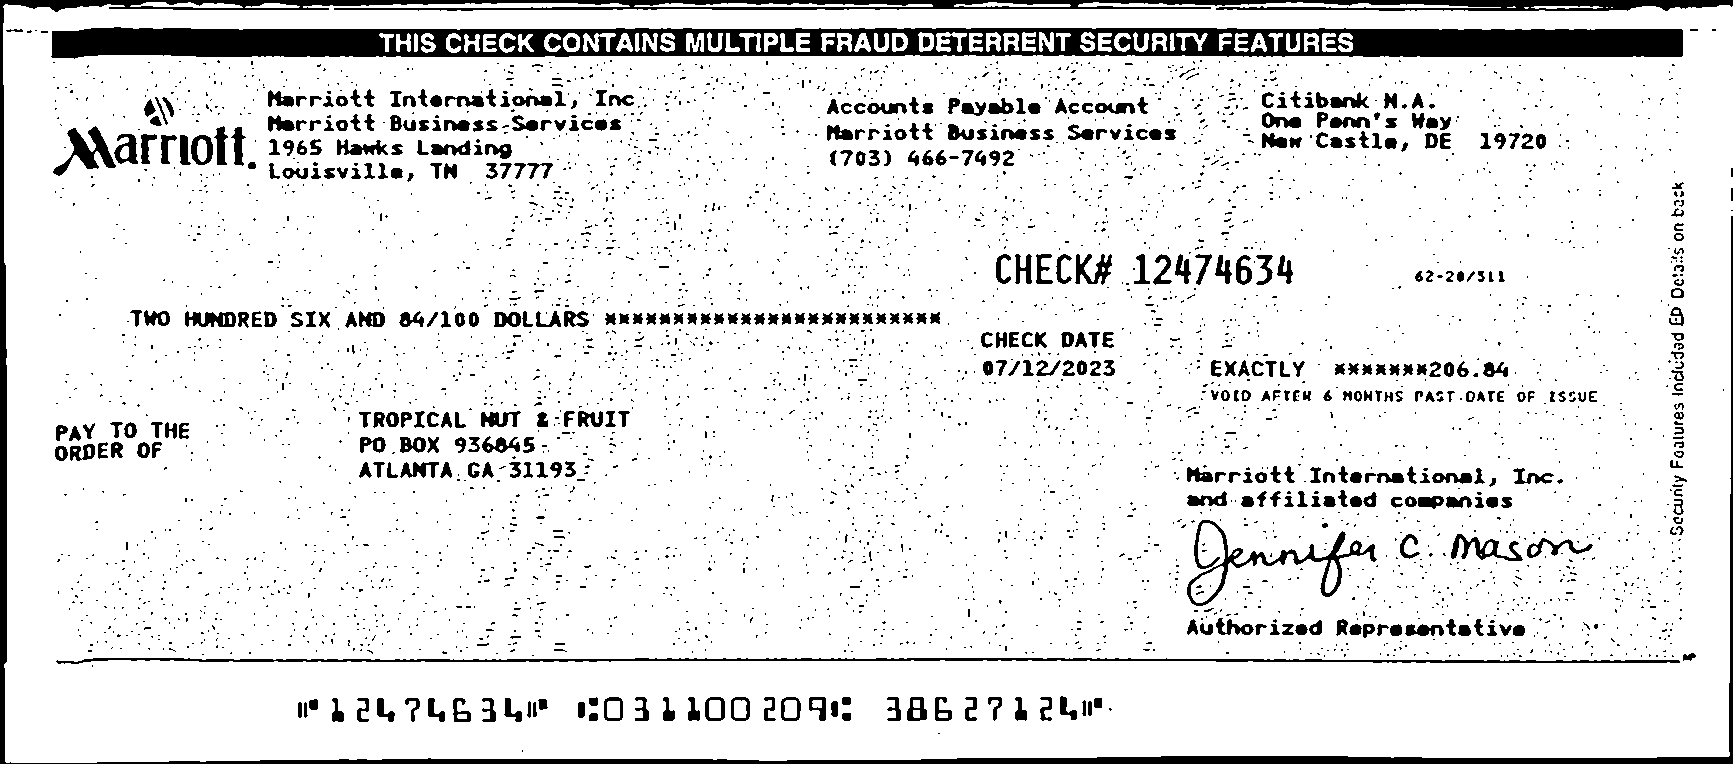 THIS CHECK CONTAINS MULTIPLE FRAUD DETERRENT SECURITY FEATURES
Marriott.
Marriott International, Inc
Marriott Business Services
1965 Hawks Landing
Louisville, TN 37777
Accounts Payable Account
Marriott Business Services
(703) 466-7492
Citibank N.A.
One Penn's Way
New Castle, DE 19720
CHECK# 12474634
62-20/311
TWO HUNDRED SIX AND 84/100 DOLLARS *************************
CHECK DATE
07/12/2023
EXACTLY *******206.84
VOID AFTER 6 MONTHS PAST DATE OF ISSUE
PAY TO THE
ORDER OF
TROPICAL NUT & FRUIT
PO BOX 936845
ATLANTA GA 31193
Marriott International, Inc.
and affiliated companies
Jennifer C. Mason
Authorized Representative
Security Features Included Details on back
MP
⑈12474634⑈ ⑆031100209⑆ 38627124⑈